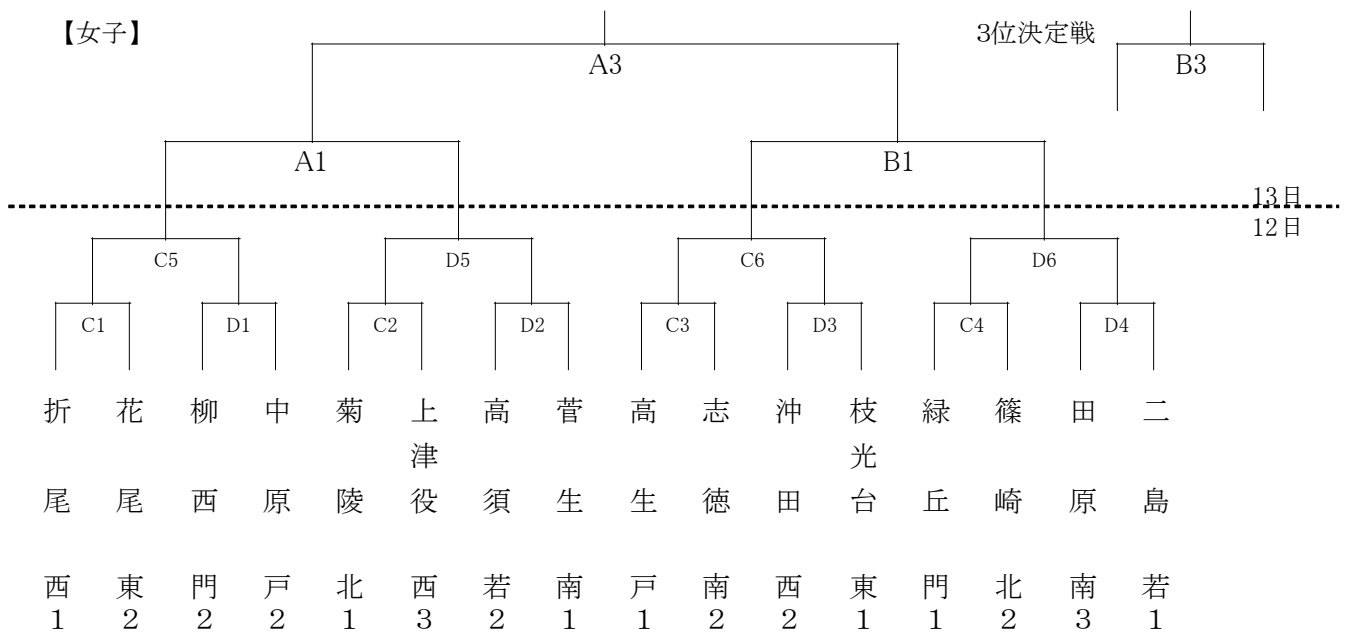 【女子】
3位決定戦
A3
B3
A1
B1
13日
12日
C5
D5
C6
D6
C1
D1
C2
D2
C3
D3
C4
D4
折尾
花尾
柳西
中原
菊陵
上津役
高須
菅生
高生
志徳
沖田
枝光台
緑丘
篠崎
田原
二島
西 東 門 戸 北 西 若 南 戸 南 西 東 門 北 南 若
1 2 2 2 1 3 2 1 1 2 2 1 1 2 3 1